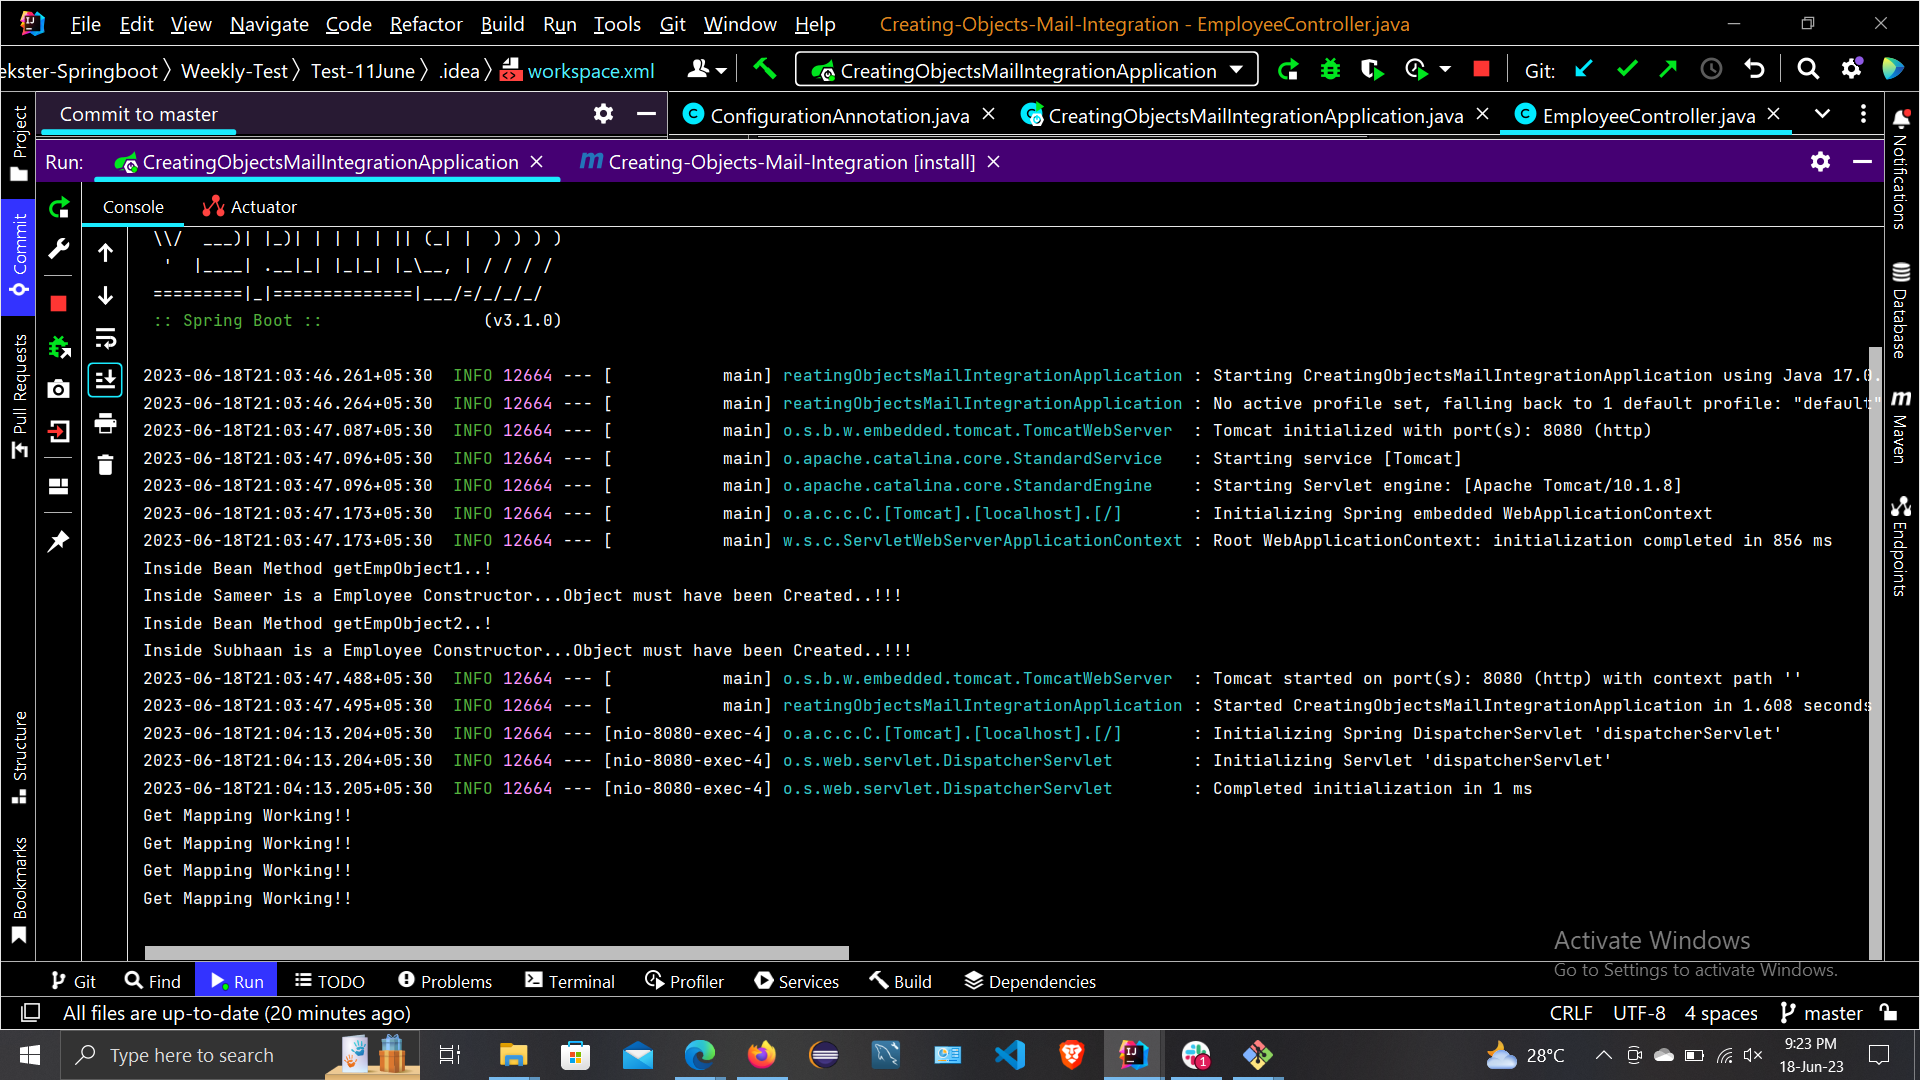 File Edit View Navigate Code Refactor Build Run Tools Git Window Help Creating-Objects-Mail-Integration - EmployeeController.java
ekster-Springboot Weekly-Test Test-11June .idea workspace.xml CreatingObjectsMailIntegrationApplication Git:
Commit to master ConfigurationAnnotation.java CreatingObjectsMailIntegrationApplication.java EmployeeController.java
Run: CreatingObjectsMailIntegrationApplication Creating-Objects-Mail-Integration [install]
Console Actuator
 \\/  ___)| |_)| | | | | || (_| |  ) ) ) )
  '  |____| .__|_| |_|_| |_\__, | / / / /
 =========|_|==============|___/=/_/_/_/
 :: Spring Boot ::                (v3.1.0)
2023-06-18T21:03:46.261+05:30  INFO 12664 --- [           main] reatingObjectsMailIntegrationApplication : Starting CreatingObjectsMailIntegrationApplication using Java 17.0.
2023-06-18T21:03:46.264+05:30  INFO 12664 --- [           main] reatingObjectsMailIntegrationApplication : No active profile set, falling back to 1 default profile: "default"
2023-06-18T21:03:47.087+05:30  INFO 12664 --- [           main] o.s.b.w.embedded.tomcat.TomcatWebServer  : Tomcat initialized with port(s): 8080 (http)
2023-06-18T21:03:47.096+05:30  INFO 12664 --- [           main] o.apache.catalina.core.StandardService   : Starting service [Tomcat]
2023-06-18T21:03:47.096+05:30  INFO 12664 --- [           main] o.apache.catalina.core.StandardEngine    : Starting Servlet engine: [Apache Tomcat/10.1.8]
2023-06-18T21:03:47.173+05:30  INFO 12664 --- [           main] o.a.c.c.C.[Tomcat].[localhost].[/]       : Initializing Spring embedded WebApplicationContext
2023-06-18T21:03:47.173+05:30  INFO 12664 --- [           main] w.s.c.ServletWebServerApplicationContext : Root WebApplicationContext: initialization completed in 856 ms
Inside Bean Method getEmpObject1..!
Inside Sameer is a Employee Constructor...Object must have been Created..!!!
Inside Bean Method getEmpObject2..!
Inside Subhaan is a Employee Constructor...Object must have been Created..!!!
2023-06-18T21:03:47.488+05:30  INFO 12664 --- [           main] o.s.b.w.embedded.tomcat.TomcatWebServer  : Tomcat started on port(s): 8080 (http) with context path ''
2023-06-18T21:03:47.495+05:30  INFO 12664 --- [           main] reatingObjectsMailIntegrationApplication : Started CreatingObjectsMailIntegrationApplication in 1.608 seconds
2023-06-18T21:04:13.204+05:30  INFO 12664 --- [nio-8080-exec-4] o.a.c.c.C.[Tomcat].[localhost].[/]       : Initializing Spring DispatcherServlet 'dispatcherServlet'
2023-06-18T21:04:13.204+05:30  INFO 12664 --- [nio-8080-exec-4] o.s.web.servlet.DispatcherServlet        : Initializing Servlet 'dispatcherServlet'
2023-06-18T21:04:13.205+05:30  INFO 12664 --- [nio-8080-exec-4] o.s.web.servlet.DispatcherServlet        : Completed initialization in 1 ms
Get Mapping Working!!
Get Mapping Working!!
Get Mapping Working!!
Get Mapping Working!!
Project
Commit
Pull Requests
Structure
Bookmarks
Notifications
Database
Maven
Endpoints
Activate Windows
Go to Settings to activate Windows.
Git Find Run TODO Problems Terminal Profiler Services Build Dependencies
All files are up-to-date (20 minutes ago) CRLF UTF-8 4 spaces master
Type here to search 28°C 9:23 PM
18-Jun-23